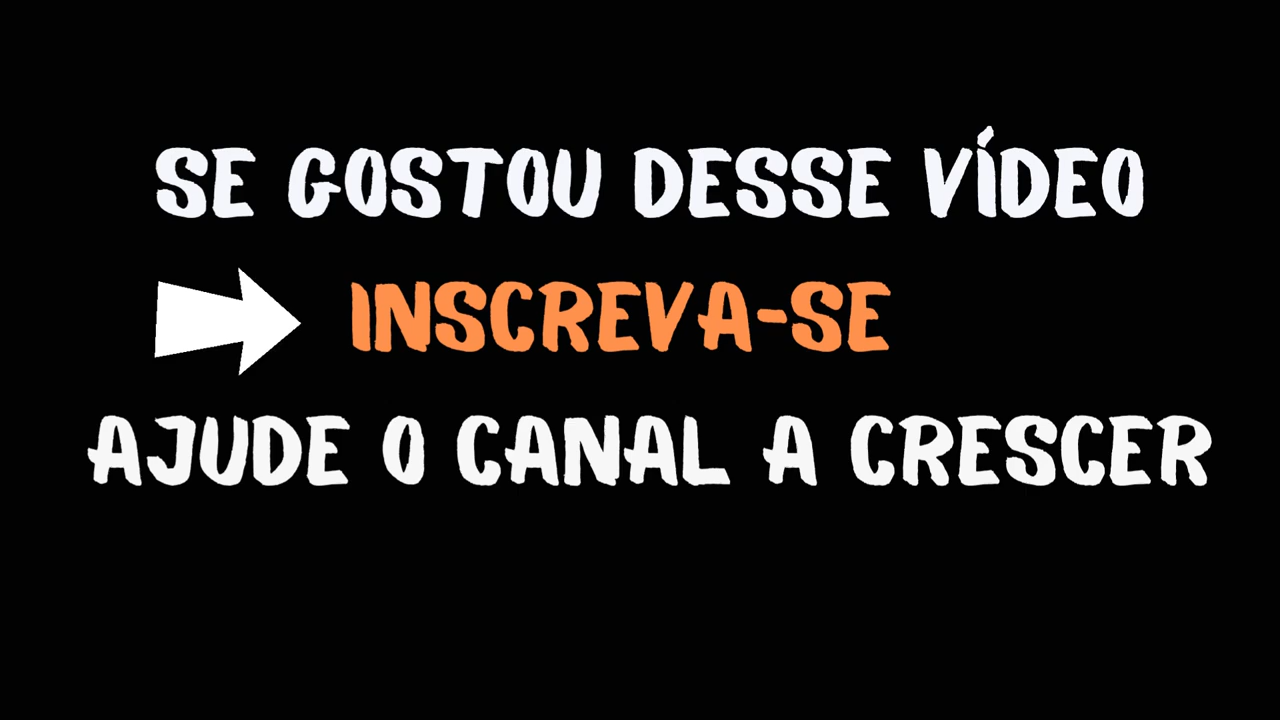 SE GOSTOU DESSE VÍDEO
INSCREVA-SE
AJUDE O CANAL A CRESCER